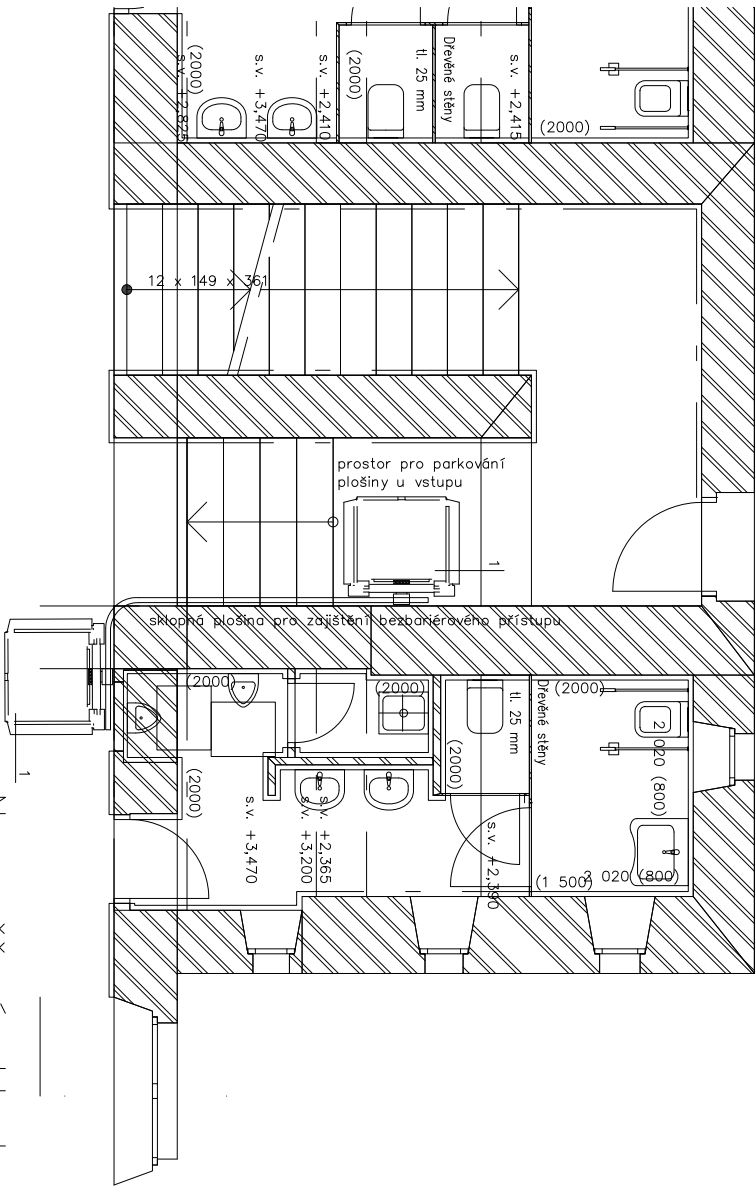 (2000)
s.v. +2,825
s.v. +3,470
s.v. +2,410
(2000)
tl. 25 mm
Dřevěné stěny
s.v. +2,415
(2000)
12 x 149 x 361
prostor pro parkování
plošiny u vstupu
1
sklopná plošina pro zajištění bezbariérového přístupu
(2000)
(2000)
(2000)
tl. 25 mm
Dřevěné stěny
(2000)
2 020 (800)
1
(2000)
s.v. +3,470
s.v. +2,365
s.v. +3,200
s.v. +2,390
(1 500)
2 020 (800)